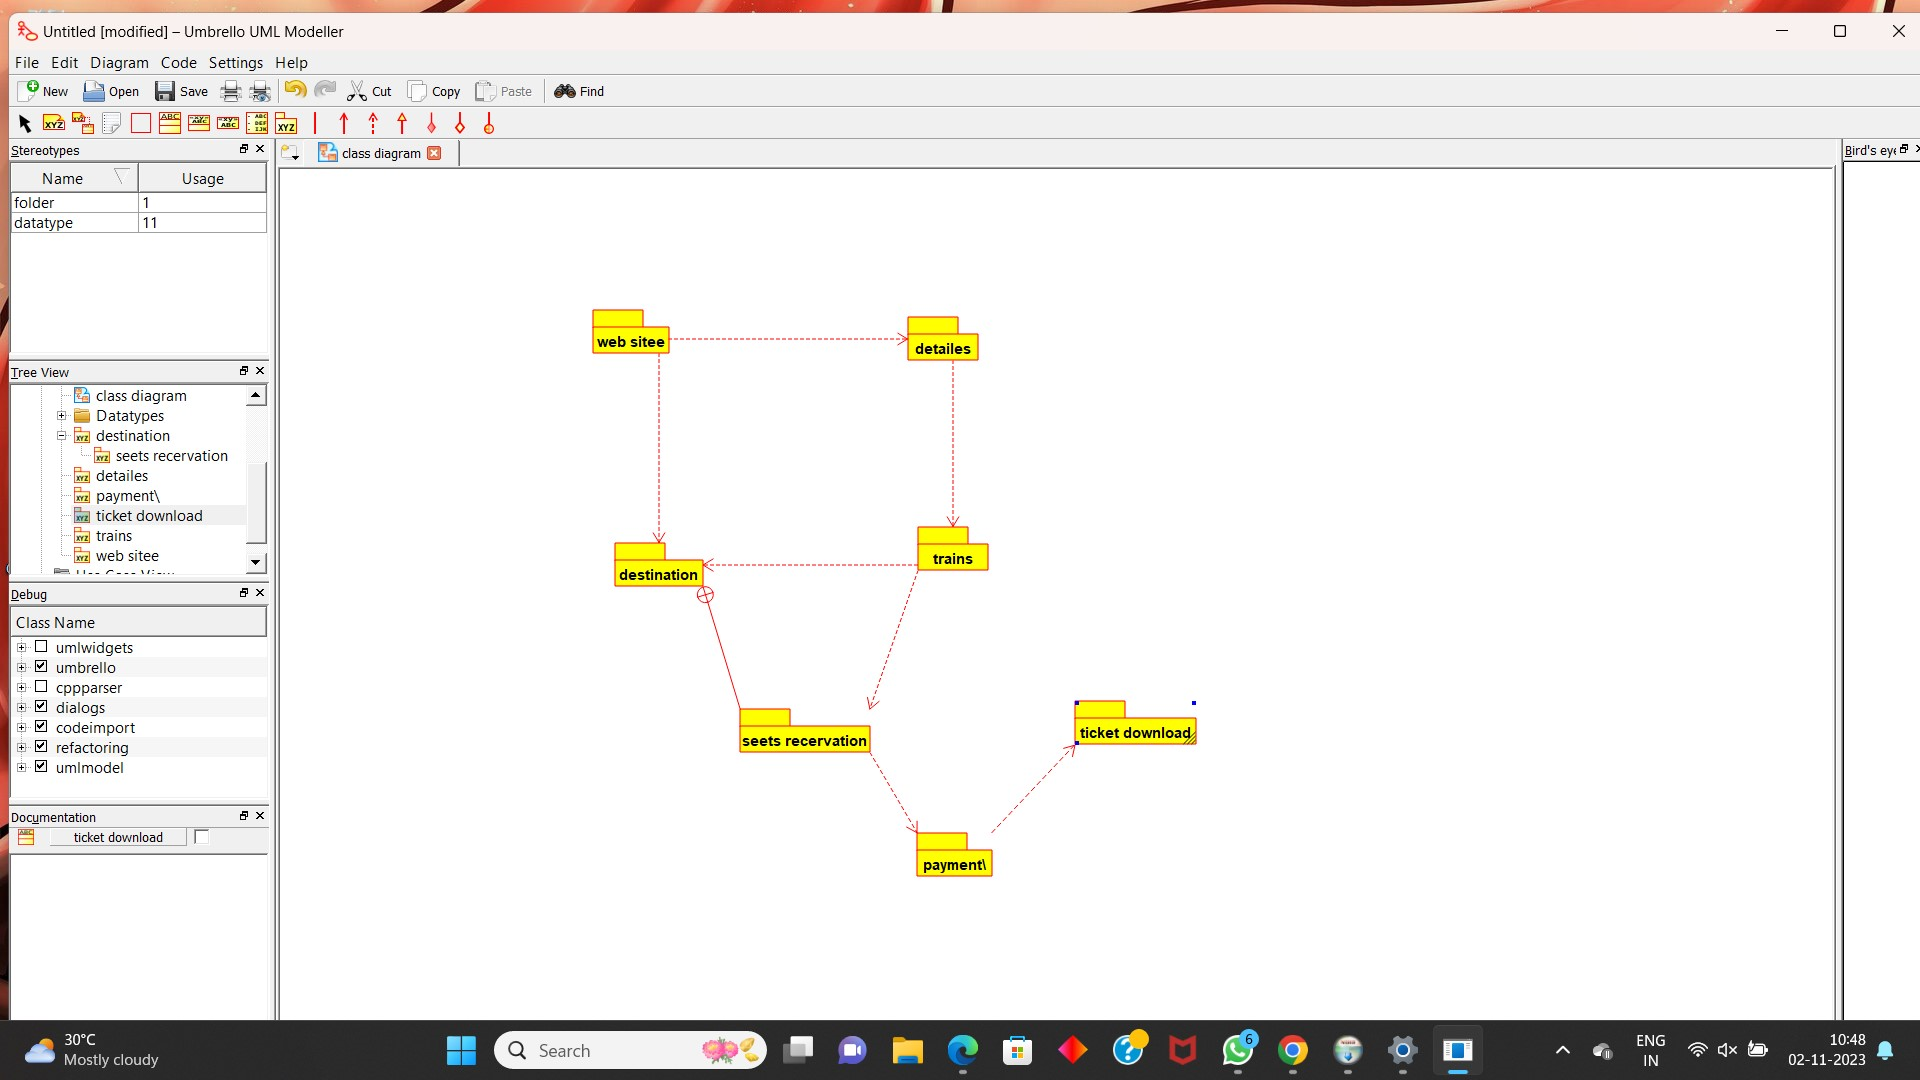 Untitled [modified] – Umbrello UML Modeller
File Edit Diagram Code Settings Help
New Open Save Cut Copy Paste Find
Stereotypes
Name Usage
folder 1
datatype 11
Tree View
class diagram
Datatypes
destination
seets recervation
detailes
payment\
ticket download
trains
web sitee
Debug
Class Name
umlwidgets
umbrello
cppparser
dialogs
codeimport
refactoring
umlmodel
Documentation
ticket download
class diagram
Bird's eye
web sitee
detailes
destination
trains
seets recervation
ticket download
payment\
30°C
Mostly cloudy
Search
6
ENG
IN
10:48
02-11-2023